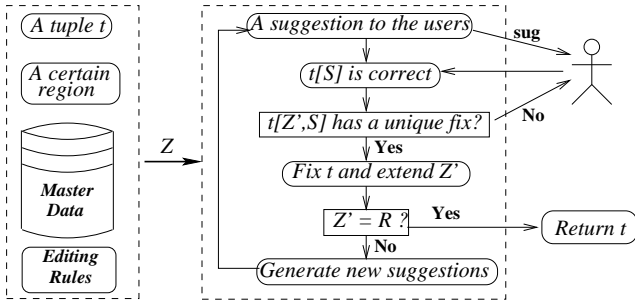 A tuple t
A certain
region
Master
Data
Editing
Rules
Z
A suggestion to the users
sug
t[S] is correct
t[Z',S] has a unique fix?
No
Yes
Fix t and extend Z'
Z' = R ?
Yes
Return t
No
Generate new suggestions